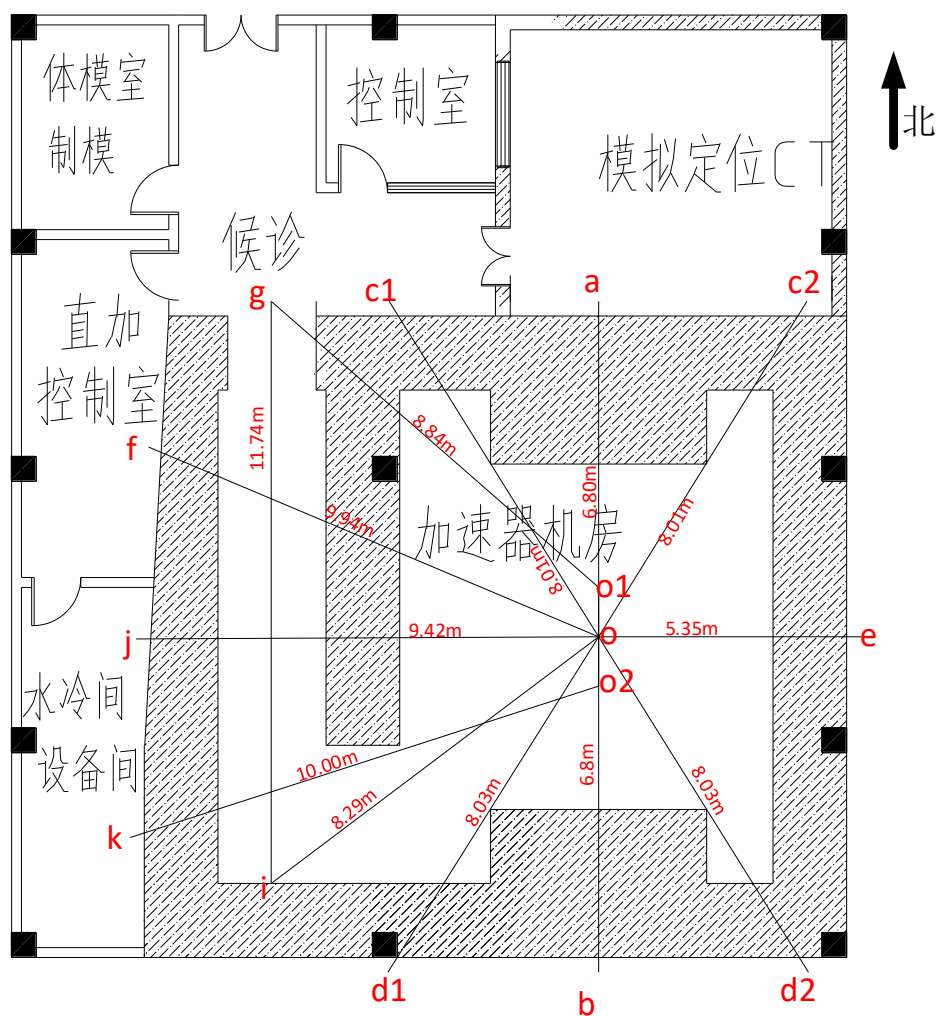 体模室
制模
控制室
模拟定位CT
北
候诊
g
c1
a
c2
直加
控制室
11.74m
8.84m
f
6.80m
8.01m
9.94m
加速器机房
8.01m
o1
j
9.42m
o
5.35m
e
o2
水冷间
设备间
10.00m
6.8m
8.03m
8.29m
8.03m
k
i
d1
b
d2